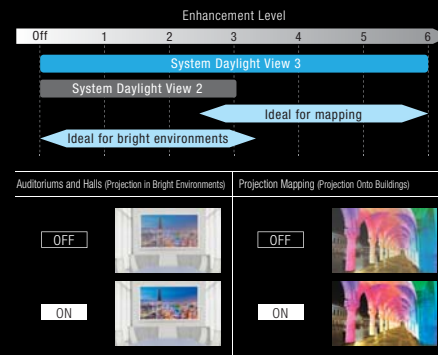 Enhancement Level
Off 1 2 3 4 5 6
System Daylight View 3
System Daylight View 2
Ideal for mapping
Ideal for bright environments
Auditoriums and Halls (Projection in Bright Environments) Projection Mapping (Projection Onto Buildings)
OFF OFF
ON ON